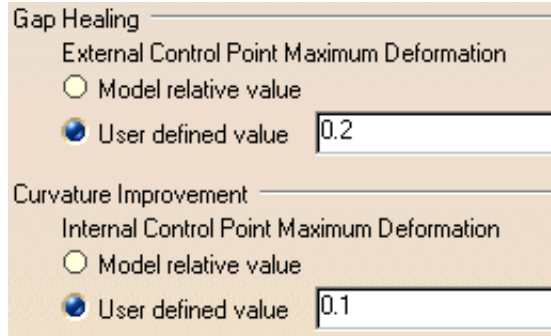 Gap Healing
External Control Point Maximum Deformation
Model relative value
User defined value 0.2
Curvature Improvement
Internal Control Point Maximum Deformation
Model relative value
User defined value 0.1